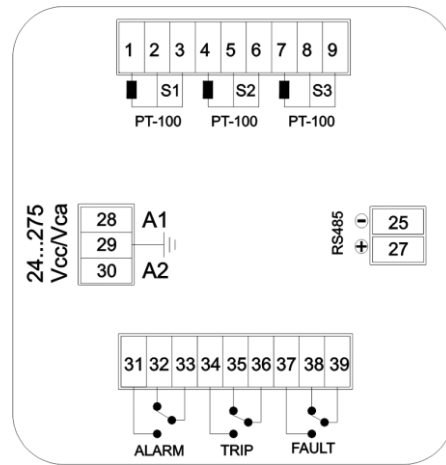 1 2 3 4 5 6 7 8 9
S1 S2 S3
PT-100 PT-100 PT-100
24...275
Vcc/Vca
28 A1
29
30 A2
RS485
- 25
+ 27
31 32 33 34 35 36 37 38 39
ALARM TRIP FAULT